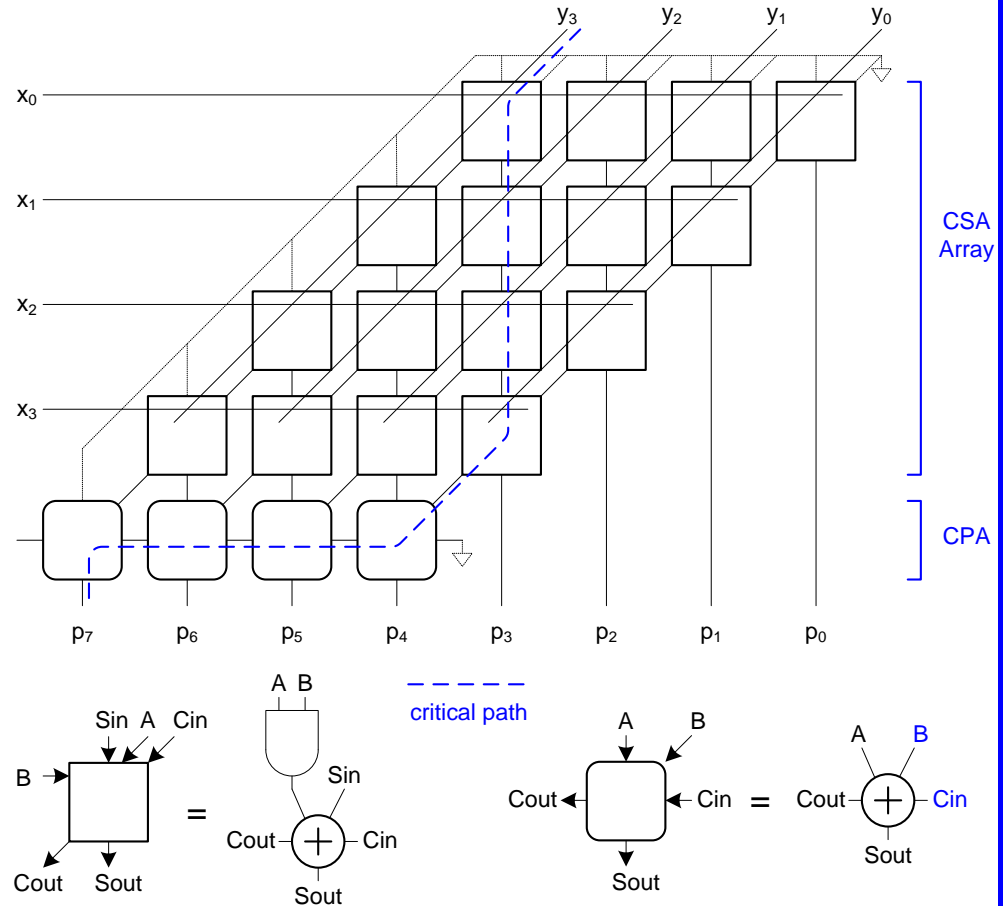 y₃ y₂ y₁ y₀
x₀
x₁
CSA
Array
x₂
x₃
CPA
p₇ p₆ p₅ p₄ p₃ p₂ p₁ p₀
A B
critical path
Sin A Cin
A
B
A
B
B
Sin
=
Cout
Cin
Cout
Cin
=
Cout
Cin
Cout
Sout
Sout
Sout
Sout